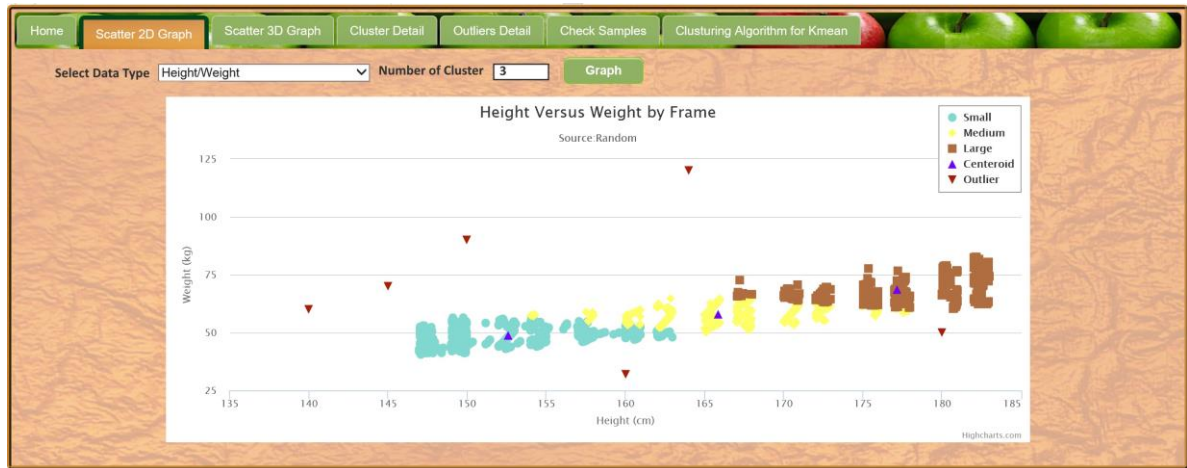 Home Scatter 2D Graph Scatter 3D Graph Cluster Detail Outliers Detail Check Samples Clusturing Algorithm for Kmean
Select Data Type Height/Weight Number of Cluster 3 Graph
Height Versus Weight by Frame
Source Random
Small
Medium
Large
Centeroid
Outlier
Weight (kg)
125
100
75
50
25
135 140 145 150 155 160 165 170 175 180 185
Height (cm)
Highcharts.com